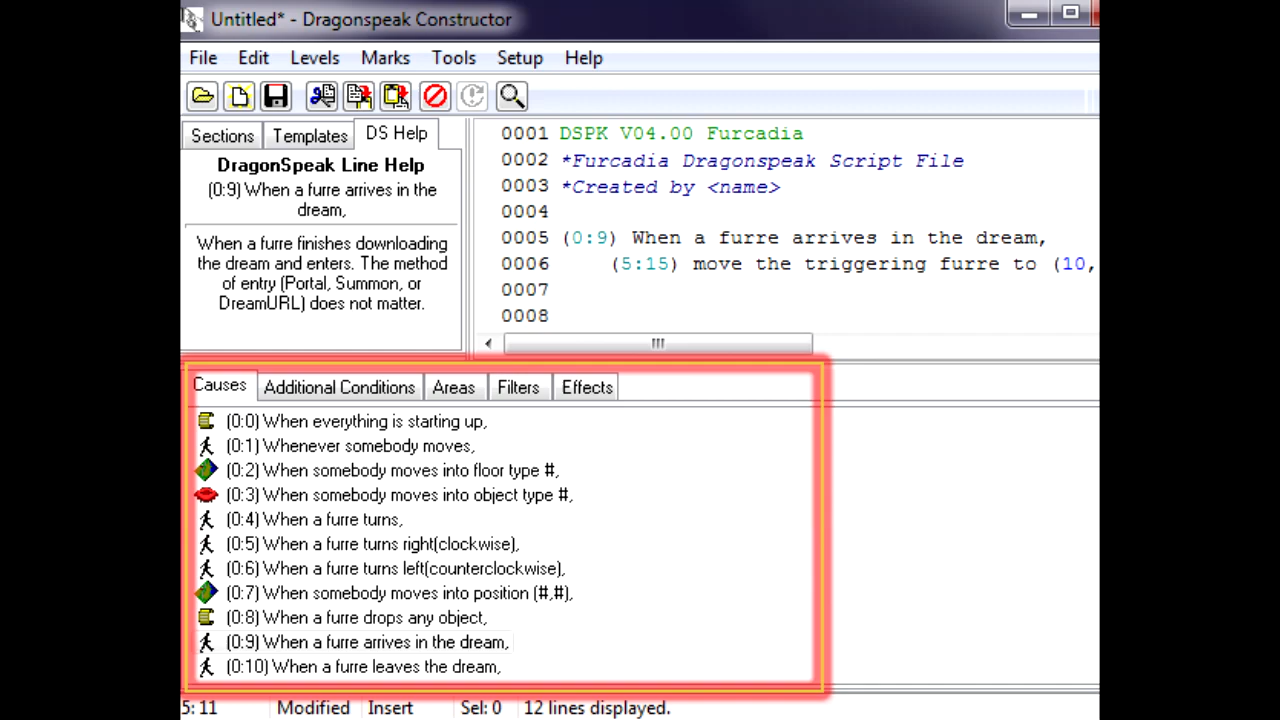 Untitled* - Dragonspeak Constructor
File Edit Levels Marks Tools Setup Help
Sections Templates DS Help
DragonSpeak Line Help
(0:9) When a furre arrives in the
dream,
When a furre finishes downloading
the dream and enters. The method
of entry (Portal, Summon, or
DreamURL) does not matter.
0001 DSPK V04.00 Furcadia
0002 *Furcadia Dragonspeak Script File
0003 *Created by <name>
0004
0005 (0:9) When a furre arrives in the dream,
0006 (5:15) move the triggering furre to (10,
0007
0008
Causes Additional Conditions Areas Filters Effects
(0:0) When everything is starting up,
(0:1) Whenever somebody moves,
(0:2) When somebody moves into floor type #,
(0:3) When somebody moves into object type #,
(0:4) When a furre turns,
(0:5) When a furre turns right(clockwise),
(0:6) When a furre turns left(counterclockwise),
(0:7) When somebody moves into position (#,#),
(0:8) When a furre drops any object,
(0:9) When a furre arrives in the dream,
(0:10) When a furre leaves the dream,
5: 11 Modified Insert Sel: 0 12 lines displayed.